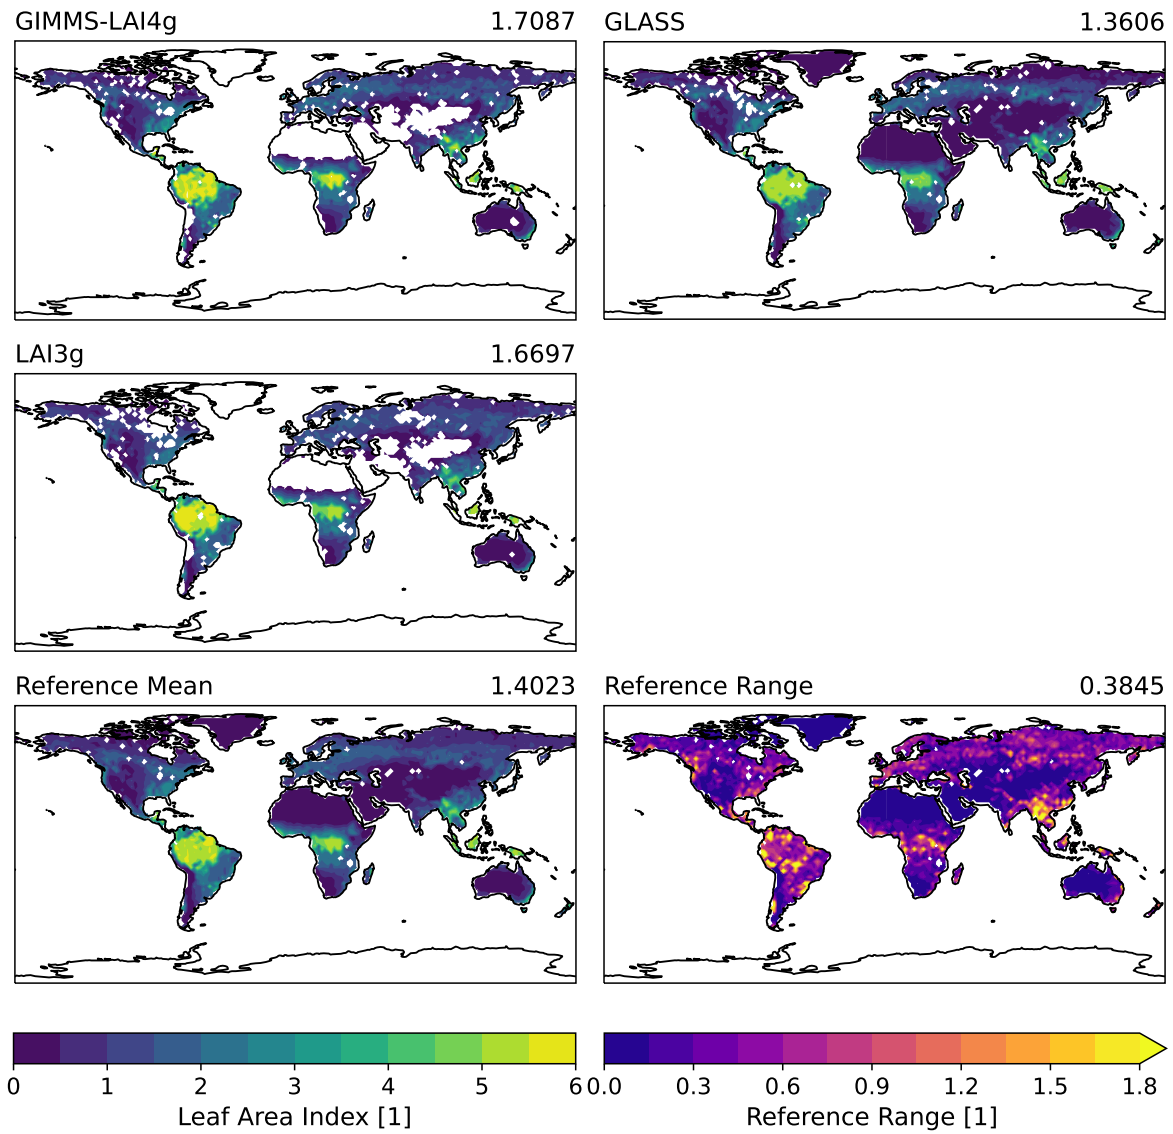 GIMMS-LAI4g 1.7087
GLASS 1.3606
LAI3g 1.6697
Reference Mean 1.4023
Reference Range 0.3845
0 1 2 3 4 5 6
Leaf Area Index [1]
0.0 0.3 0.6 0.9 1.2 1.5 1.8
Reference Range [1]